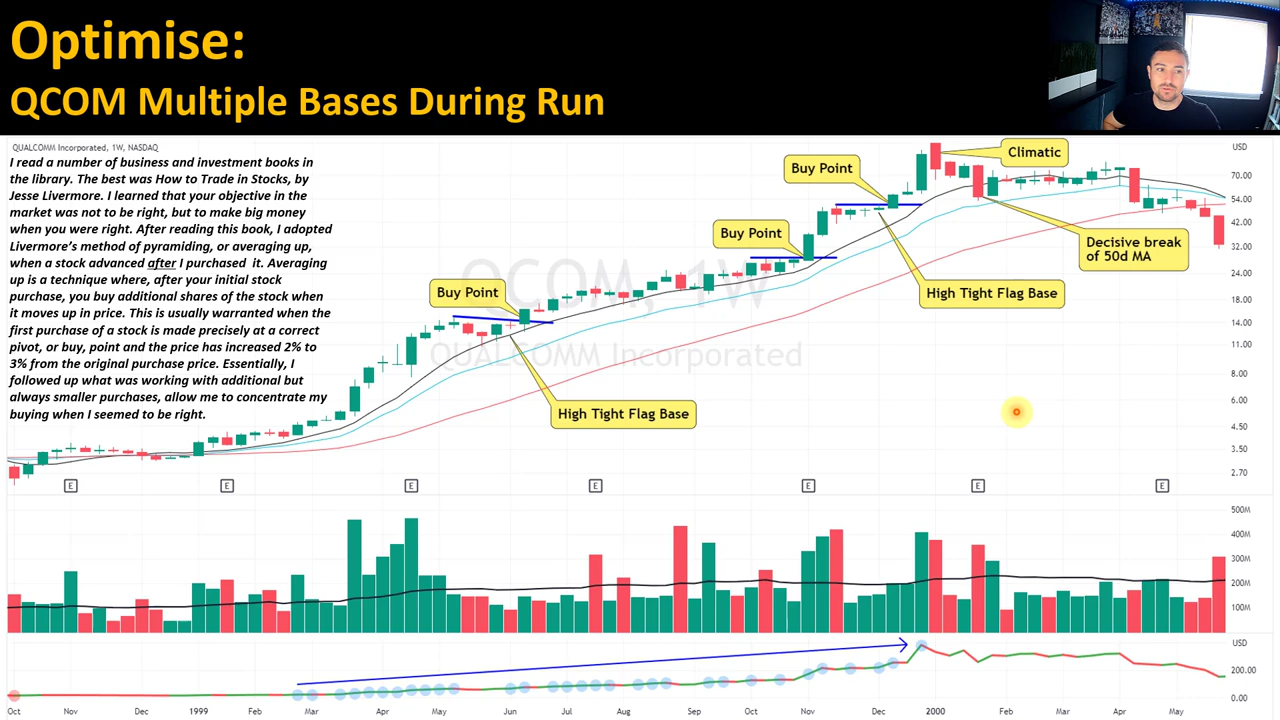 Optimise:
QCOM Multiple Bases During Run
QUALCOMM Incorporated, 1W, NASDAQ
I read a number of business and investment books in
the library. The best was How to Trade in Stocks, by
Jesse Livermore. I learned that your objective in the
market was not to be right, but to make big money
when you were right. After reading this book, I adopted
Livermore's method of pyramiding, or averaging up,
when a stock advanced after I purchased it. Averaging
up is a technique where, after your initial stock
purchase, you buy additional shares of the stock when
it moves up in price. This is usually warranted when the
first purchase of a stock is made precisely at a correct
pivot, or buy, point and the price has increased 2% to
3% from the original purchase price. Essentially, I
followed up what was working with additional but
always smaller purchases, allow me to concentrate my
buying when I seemed to be right.
QCOM, 1W
QUALCOMM Incorporated
Buy Point
High Tight Flag Base
Buy Point
Buy Point
High Tight Flag Base
Climatic
Decisive break
of 50d MA
USD
70.00
54.00
42.00
32.00
24.00
18.00
14.00
11.00
8.00
6.00
4.50
3.50
2.70
E E E E E E E
500M
400M
300M
200M
100M
USD
200.00
0.00
Oct Nov Dec 1999 Feb Mar Apr May Jun Jul Aug Sep Oct Nov Dec 2000 Feb Mar Apr May